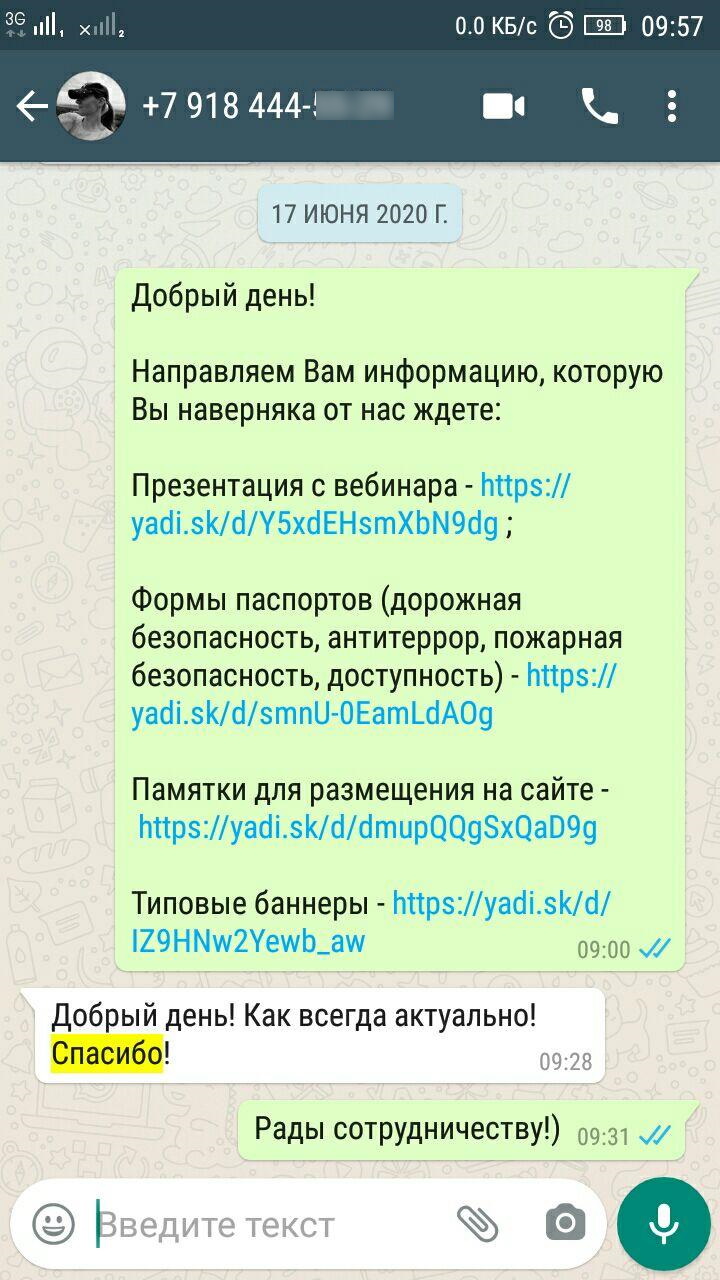 3G 1 x 2 0.0 КБ/с 98 09:57
+7 918 444-
17 ИЮНЯ 2020 Г.
Добрый день!
Направляем Вам информацию, которую
Вы наверняка от нас ждете:
Презентация с вебинара - https://
yadi.sk/d/Y5xdEHsmXbN9dg ;
Формы паспортов (дорожная
безопасность, антитеррор, пожарная
безопасность, доступность) - https://
yadi.sk/d/smnU-0EamLdAOg
Памятки для размещения на сайте -
https://yadi.sk/d/dmupQQgSxQaD9g
Типовые баннеры - https://yadi.sk/d/
IZ9HNw2Yewb_aw 09:00
Добрый день! Как всегда актуально!
Спасибо! 09:28
Рады сотрудничеству!) 09:31
Введите текст